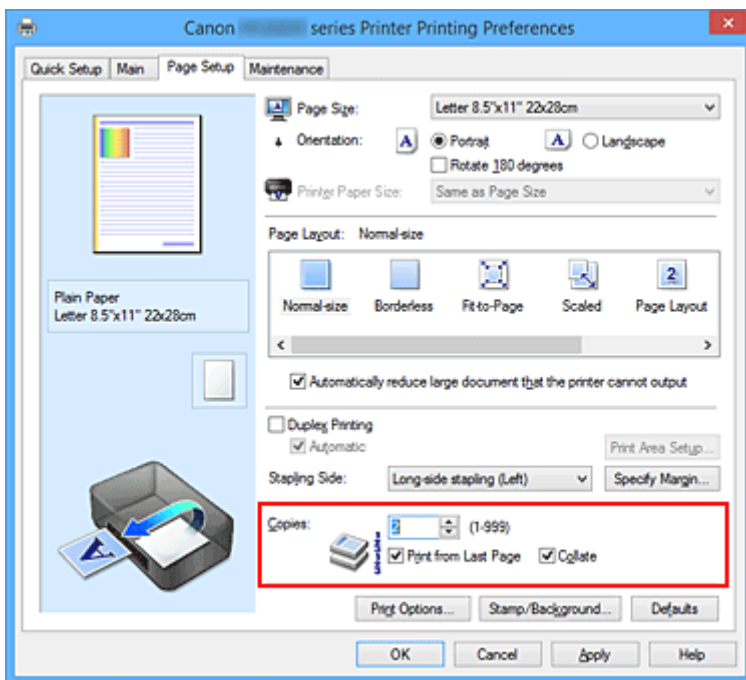 Canon series Printer Printing Preferences
Quick Setup Main Page Setup Maintenance
Page Size: Letter 8.5"x11" 22x28cm
Orientation: A Portrait A Landscape
Rotate 180 degrees
Printer Paper Size: Same as Page Size
Page Layout: Normal-size
2
Normal-size Borderless Fit-to-Page Scaled Page Layout
Plain Paper
Letter 8.5"x11" 22x28cm
Automatically reduce large document that the printer cannot output
Duplex Printing
Automatic Print Area Setup...
Stapling Side: Long-side stapling (Left) Specify Margin...
Copies: 2 (1-999)
Print from Last Page Collate
Print Options... Stamp/Background... Defaults
OK Cancel Apply Help